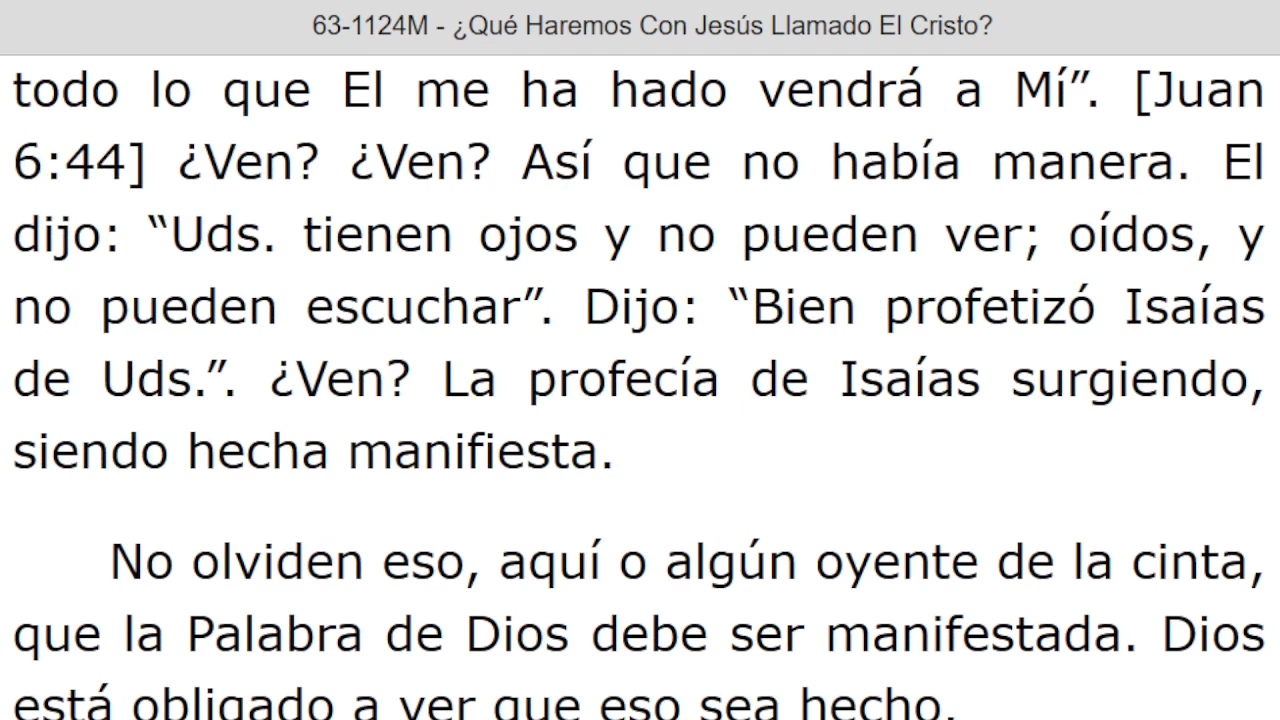 63-1124M - ¿Qué Haremos Con Jesús Llamado El Cristo?
todo lo que El me ha hado vendrá a Mí”. [Juan
6:44] ¿Ven? ¿Ven? Así que no había manera. El
dijo: “Uds. tienen ojos y no pueden ver; oídos, y
no pueden escuchar”. Dijo: “Bien profetizó Isaías
de Uds.”. ¿Ven? La profecía de Isaías surgiendo,
siendo hecha manifiesta.
No olviden eso, aquí o algún oyente de la cinta,
que la Palabra de Dios debe ser manifestada. Dios
está obligado a ver que eso sea hecho.